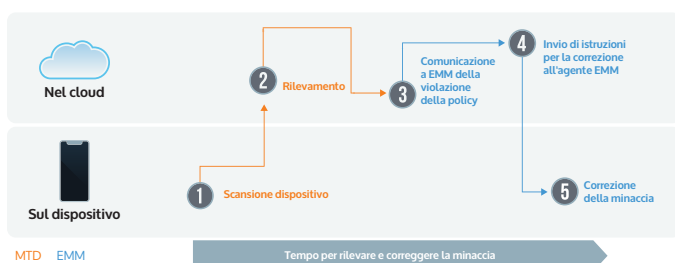 Nel cloud
2
Rilevamento
3
Comunicazione
a EMM della
violazione
della policy
4
Invio di istruzioni
per la correzione
all'agente EMM
Sul dispositivo
1
Scansione dispositivo
5
Correzione
della minaccia
MTD EMM
Tempo per rilevare e correggere la minaccia